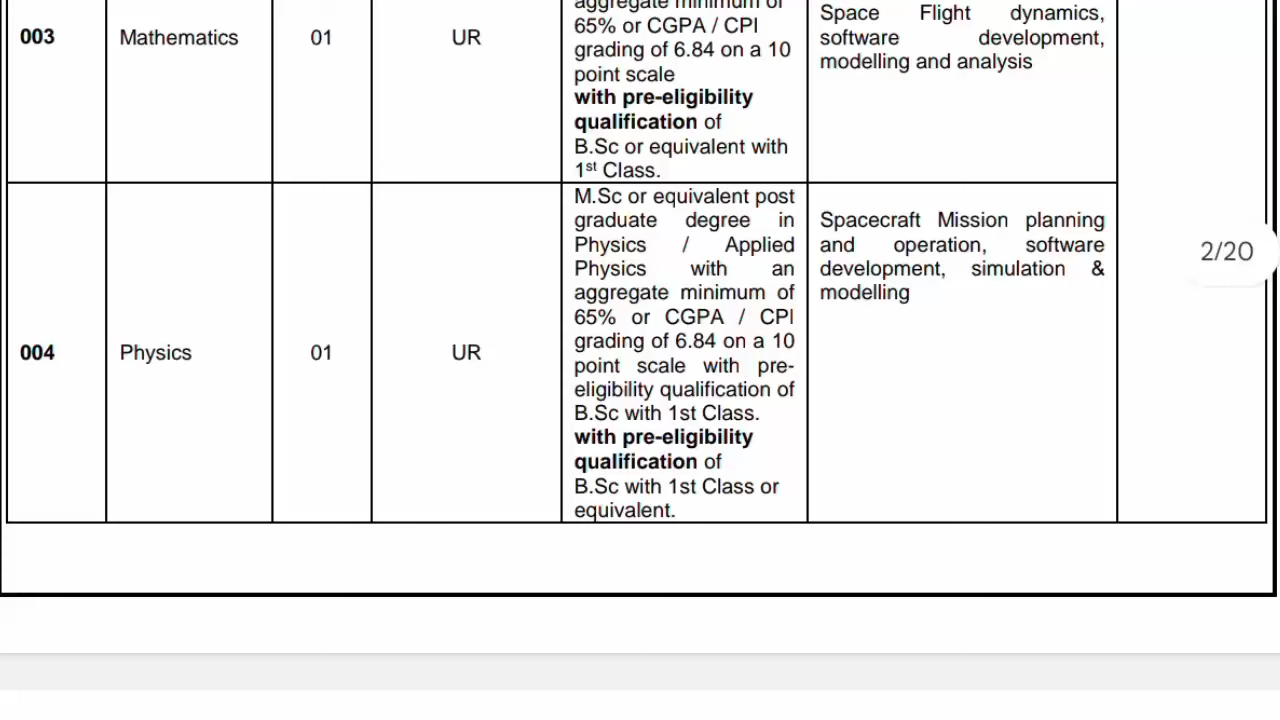 aggregate minimum of
65% or CGPA / CPI
grading of 6.84 on a 10
point scale
with pre-eligibility
qualification of
B.Sc or equivalent with
1st Class.
003
Mathematics
01
UR
Space Flight dynamics,
software development,
modelling and analysis
004
Physics
01
UR
M.Sc or equivalent post
graduate degree in
Physics / Applied
Physics with an
aggregate minimum of
65% or CGPA / CPI
grading of 6.84 on a 10
point scale with pre-
eligibility qualification of
B.Sc with 1st Class.
with pre-eligibility
qualification of
B.Sc with 1st Class or
equivalent.
Spacecraft Mission planning
and operation, software
development, simulation &
modelling
2/20